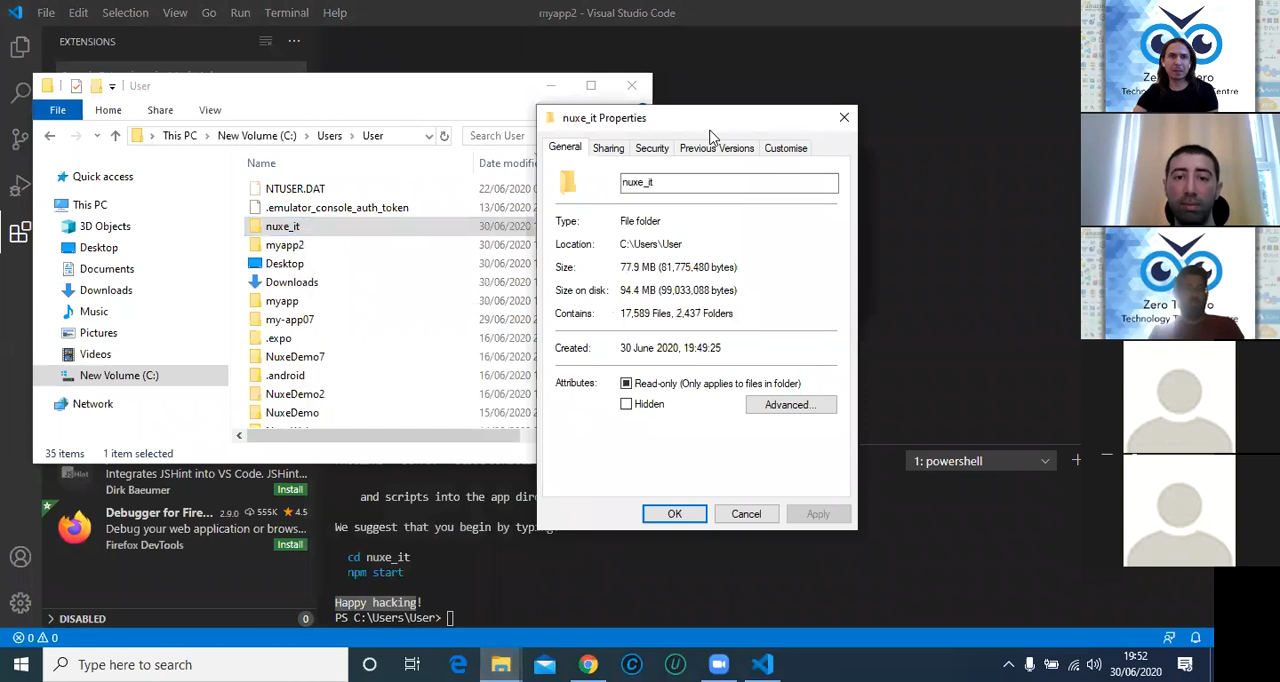 File Edit Selection View Go Run Terminal Help
myapp2 - Visual Studio Code
EXTENSIONS
User
File Home Share View
This PC > New Volume (C:) > Users > User
Search User
Name
Date modifi
Quick access
This PC
3D Objects
Desktop
Documents
Downloads
Music
Pictures
Videos
New Volume (C:)
Network
NTUSER.DAT 22/06/2020
.emulator_console_auth_token 13/06/2020
nuxe_it 30/06/2020
myapp2 30/06/2020
Desktop 30/06/2020
Downloads 30/06/2020
myapp 30/06/2020
my-app07 29/06/2020
.expo 16/06/2020
NuxeDemo7 16/06/2020
.android 16/06/2020
NuxeDemo2 16/06/2020
NuxeDemo 15/06/2020
35 items 1 item selected
nuxe_it Properties
General Sharing Security Previous Versions Customise
nuxe_it
Type: File folder
Location: C:\Users\User
Size: 77.9 MB (81,775,480 bytes)
Size on disk: 94.4 MB (99,033,088 bytes)
Contains: 17,589 Files, 2,437 Folders
Created: 30 June 2020, 19:49:25
Attributes: Read-only (Only applies to files in folder)
Hidden
Advanced...
OK Cancel Apply
JSHint
Integrates JSHint into VS Code. JSHint...
Dirk Baeumer Install
Debugger for Fire... 2.9.0 555K 4.5
Debug your web application or brows...
Firefox DevTools Install
DISABLED 0
1: powershell
and scripts into the app dir
We suggest that you begin by typing
cd nuxe_it
npm start
Happy hacking!
PS C:\Users\User>
0 0
Type here to search
19:52
30/06/2020
Technology Centre
Zero
Technology